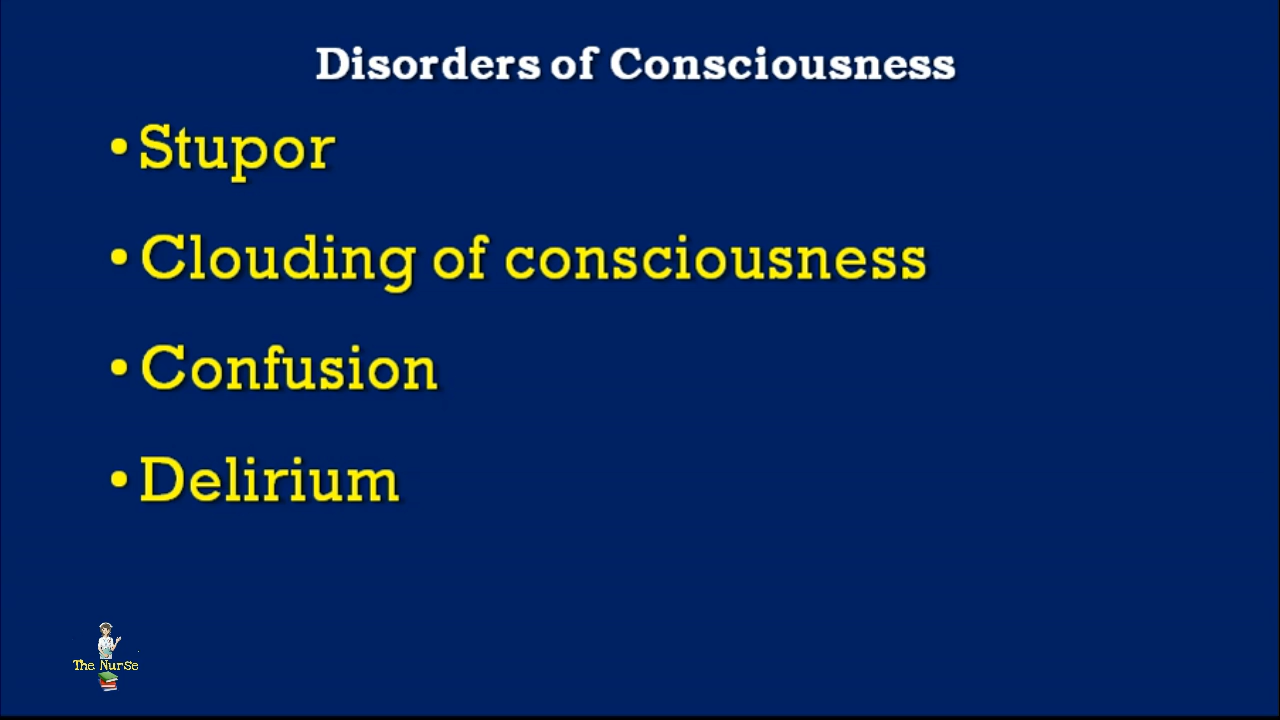 Disorders of Consciousness
• Stupor
• Clouding of consciousness
• Confusion
• Delirium
The Nurse